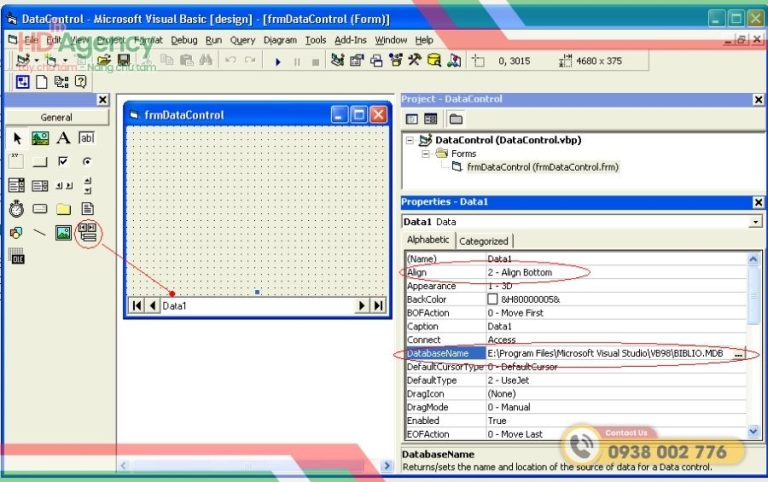 DataControl - Microsoft Visual Basic [design] - [frmDataControl (Form)]
File Edit View Project Format Debug Run Query Diagram Tools Add-Ins Window Help
HD Agency
Nâng chữ tâm
0, 3015
4680 x 375
General
A
ab
OLE
frmDataControl
Data1
Project - DataControl
DataControl (DataControl.vbp)
Forms
frmDataControl (frmDataControl.frm)
Properties - Data1
Data1 Data
Alphabetic Categorized
(Name) Data1
Align 2 - Align Bottom
Appearance 1 - 3D
BackColor &H80000005&
BOFAction 0 - Move First
Caption Data1
Connect Access
DatabaseName E:\Program Files\Microsoft Visual Studio\VB98\BIBLIO.MDB ...
DefaultCursorType 0 - DefaultCursor
DefaultType 2 - UseJet
DragIcon (None)
DragMode 0 - Manual
Enabled True
EOFAction 0 - Move Last
Contact Us
0938 002 776
DatabaseName
Returns/sets the name and location of the source of data for a Data control.